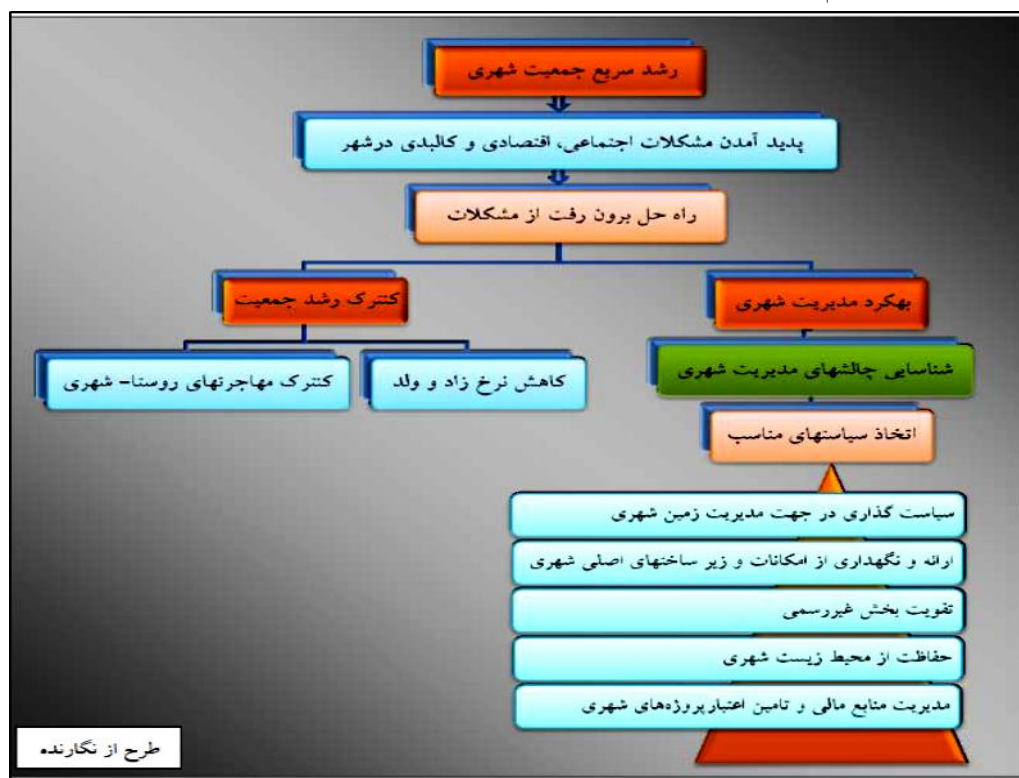 رشد سریع جمعیت شهری
پدید آمدن مشکلات اجتماعی، اقتصادی و کالبدی درشهر
راه حل برون رفت از مشکلات
بهکرد مدیریت شهری
کنترک رشد جمعیت
شناسایی چالشهای مدیریت شهری
کاهش نرخ زاد و ولد
کنترک مهاجرتهای روستا- شهری
اتخاذ سیاستهای مناسب
سیاست گذاری در جهت مدیریت زمین شهری
ارائه و نگهداری از امکانات و زیر ساختهای اصلی شهری
تقویت بخش غیررسمی
حفاظت از محیط زیست شهری
مدیریت منابع مالی و تامین اعتبارپروژه‌های شهری
طرح از نگارنده